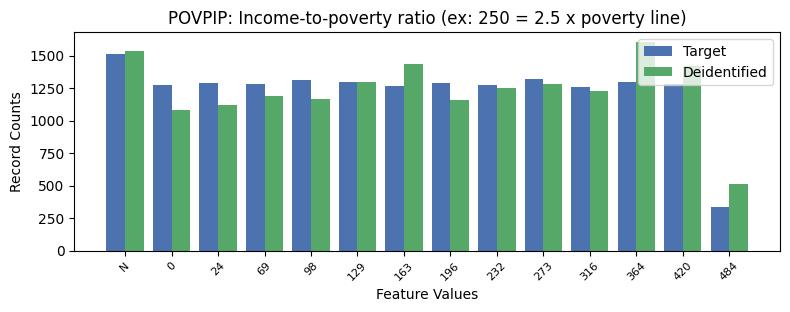 POVPIP: Income-to-poverty ratio (ex: 250 = 2.5 x poverty line)
Target
Deidentified
Record Counts
1500
1250
1000
750
500
250
0
N 0 24 69 98 129 163 196 232 273 316 364 420 484
Feature Values